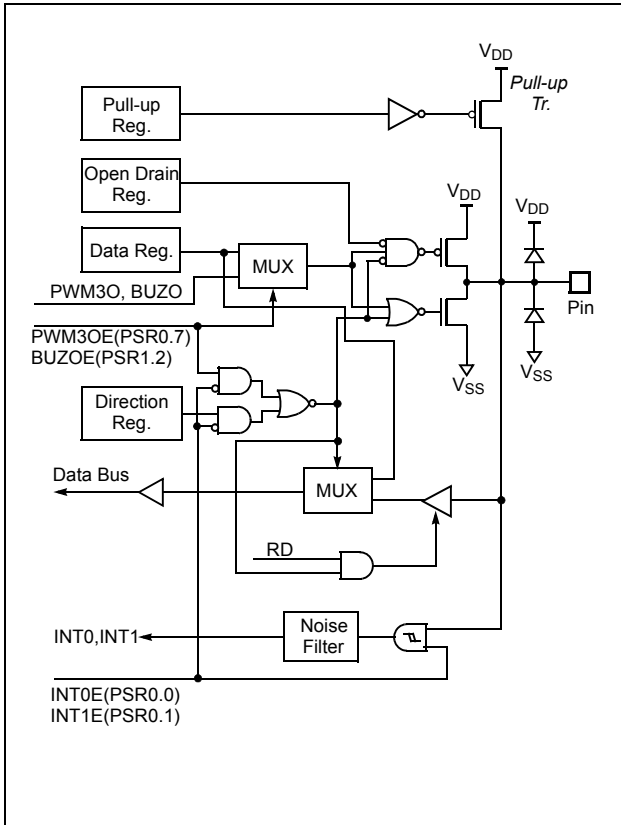 VDD
Pull-up
Tr.
Pull-up
Reg.
Open Drain
Reg.
VDD
VDD
Data Reg.
MUX
PWM3O, BUZO
Pin
PWM3OE(PSR0.7)
BUZOE(PSR1.2)
VSS
VSS
Direction
Reg.
Data Bus
MUX
RD
Noise
Filter
INT0,INT1
INT0E(PSR0.0)
INT1E(PSR0.1)